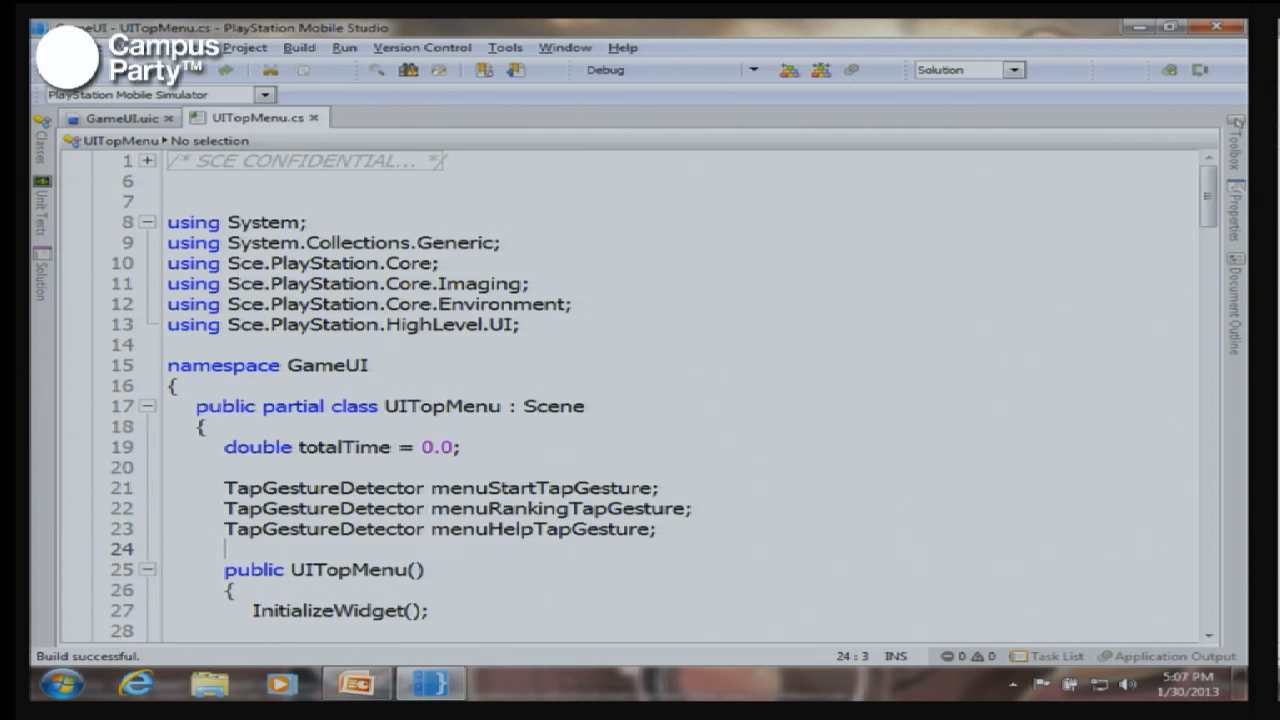 GameUI - UITopMenu.cs - PlayStation Mobile Studio
Campus
Party™
Project Build Run Version Control Tools Window Help
Debug Solution
PlayStation Mobile Simulator
GameUI.uic × UITopMenu.cs ×
UITopMenu ▸ No selection
Classes
Unit Tests
Solution
Toolbox
Properties
Document Outline
1 /* SCE CONFIDENTIAL... */
6
7
8 using System;
9 using System.Collections.Generic;
10 using Sce.PlayStation.Core;
11 using Sce.PlayStation.Core.Imaging;
12 using Sce.PlayStation.Core.Environment;
13 using Sce.PlayStation.HighLevel.UI;
14
15 namespace GameUI
16 {
17 public partial class UITopMenu : Scene
18 {
19 double totalTime = 0.0;
20
21 TapGestureDetector menuStartTapGesture;
22 TapGestureDetector menuRankingTapGesture;
23 TapGestureDetector menuHelpTapGesture;
24
25 public UITopMenu()
26 {
27 InitializeWidget();
28
Build successful. 24 : 3 INS 0 0 Task List Application Output
5:07 PM
1/30/2013